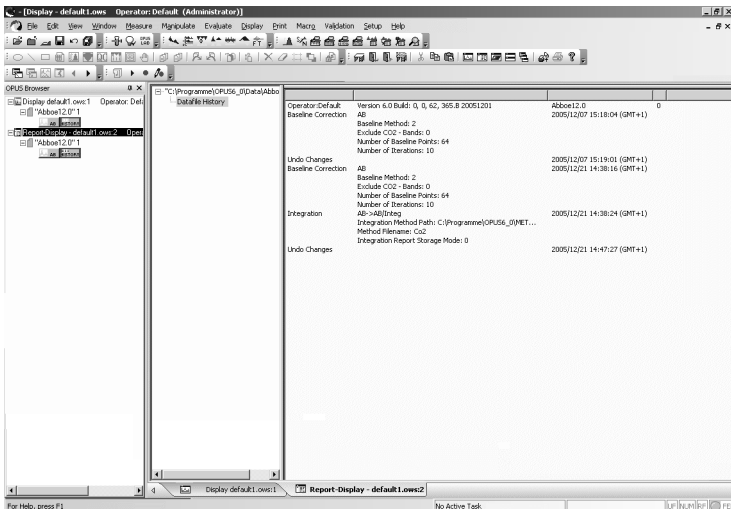 - [Display - default1.ows Operator: Default (Administrator)]
File Edit View Window Measure Manipulate Evaluate Display Print Macro Validation Setup Help
OPUS Browser
Display default1.ows:1 Operator: Defa
"Abboe12.0" 1
AB HISTORY
Report-Display - default1.ows:2 Opera
"Abboe12.0" 1
AB HISTORY
"C:\Programme\OPUS6_0\Data\Abbo
Datafile History
Operator:Default Version 6.0 Build: 0, 0, 62, 365.B 20051201 Abboe12.0 0
Baseline Correction AB 2005/12/07 15:18:04 (GMT+1)
Baseline Method: 2
Exclude CO2 - Bands: 0
Number of Baseline Points: 64
Number of Iterations: 10
Undo Changes 2005/12/07 15:19:01 (GMT+1)
Baseline Correction AB 2005/12/21 14:38:16 (GMT+1)
Baseline Method: 2
Exclude CO2 - Bands: 0
Number of Baseline Points: 64
Number of Iterations: 10
Integration AB->AB/Integ 2005/12/21 14:38:24 (GMT+1)
Integration Method Path: C:\Programme\OPUS6_0\MET...
Method Filename: Co2
Integration Report Storage Mode: 0
Undo Changes 2005/12/21 14:47:27 (GMT+1)
Display default1.ows:1 Report-Display - default1.ows:2
For Help, press F1 No Active Task UF NUM RF PE